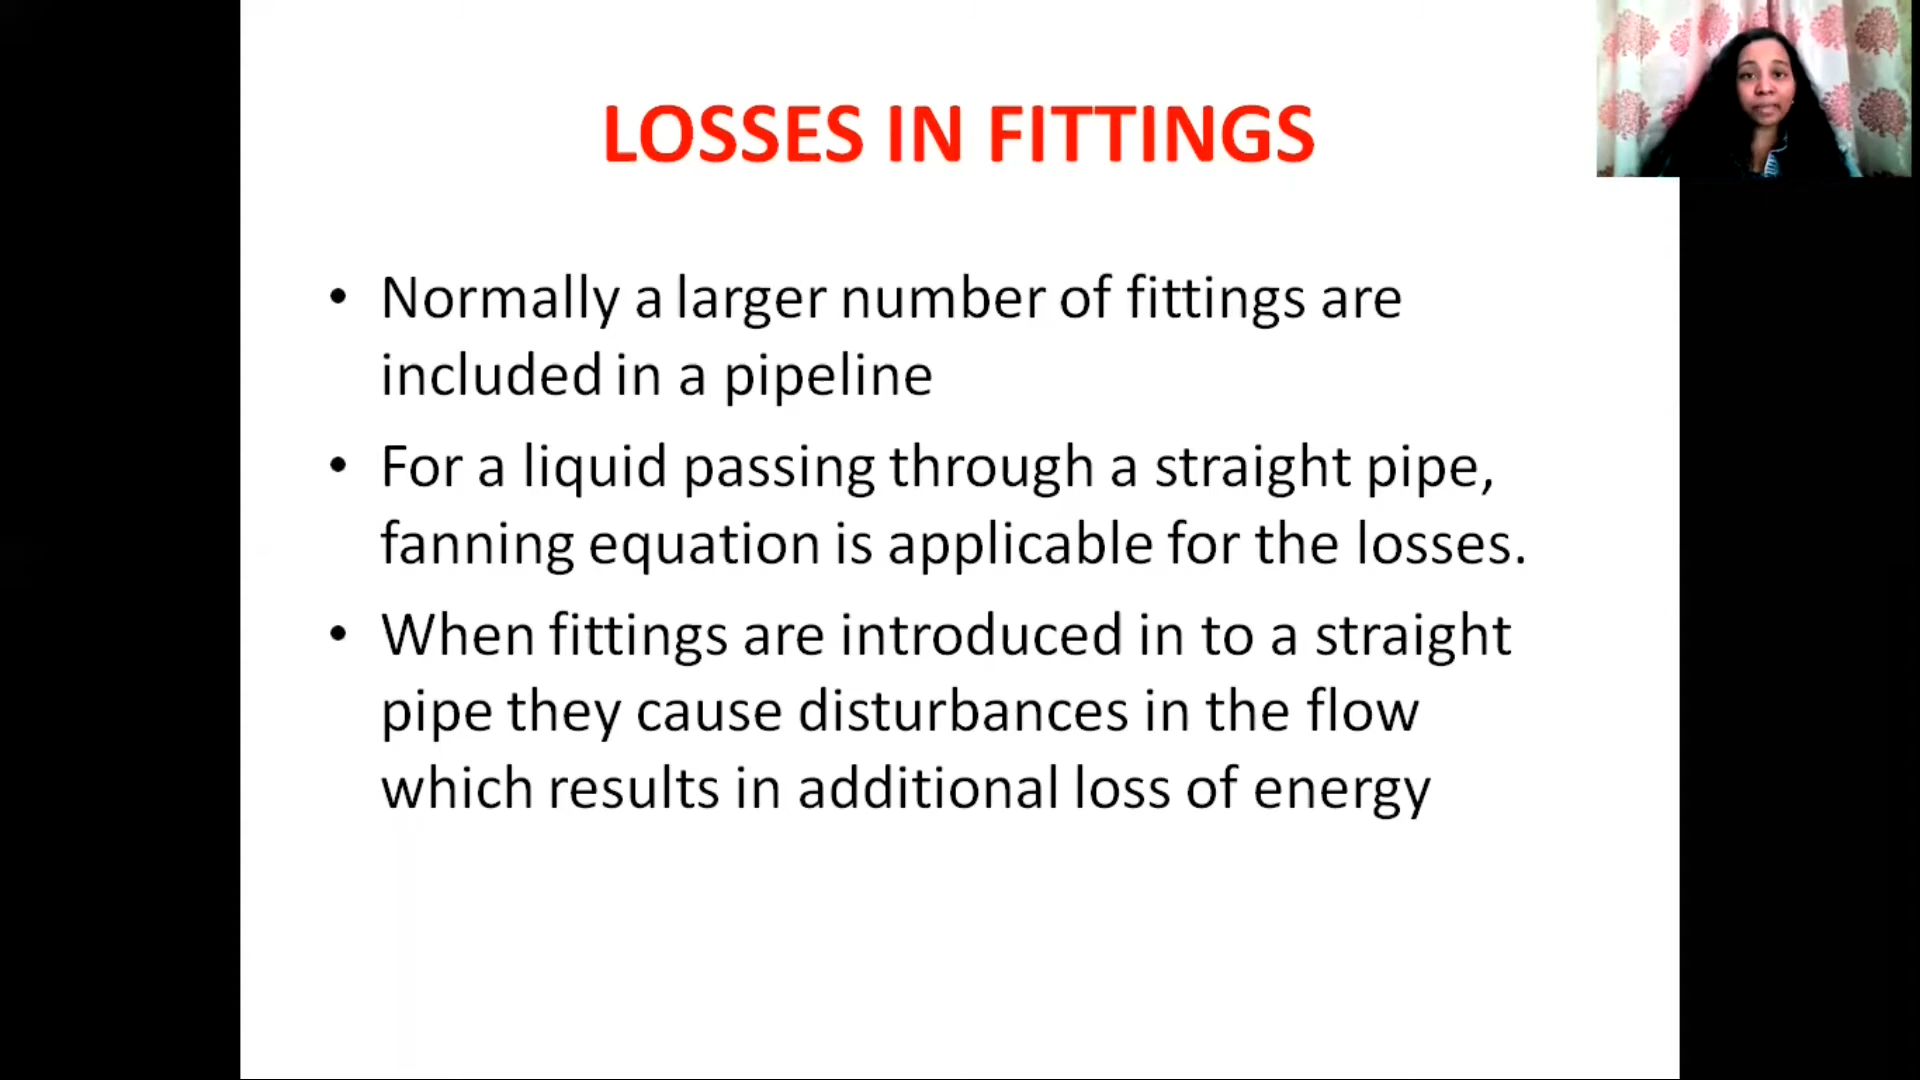 LOSSES IN FITTINGS
• Normally a larger number of fittings are
included in a pipeline
• For a liquid passing through a straight pipe,
fanning equation is applicable for the losses.
• When fittings are introduced in to a straight
pipe they cause disturbances in the flow
which results in additional loss of energy